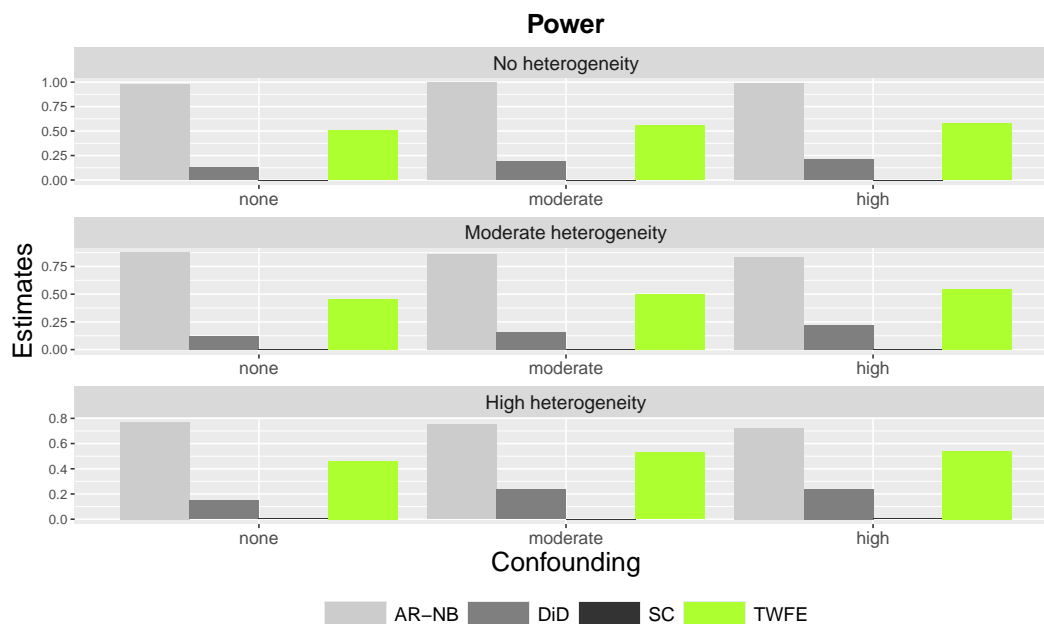 Power
No heterogeneity
1.00
0.75
0.50
0.25
0.00
none moderate high
Moderate heterogeneity
0.75
0.50
0.25
0.00
none moderate high
High heterogeneity
0.8
0.6
0.4
0.2
0.0
none moderate high
Estimates
Confounding
AR−NB DiD SC TWFE